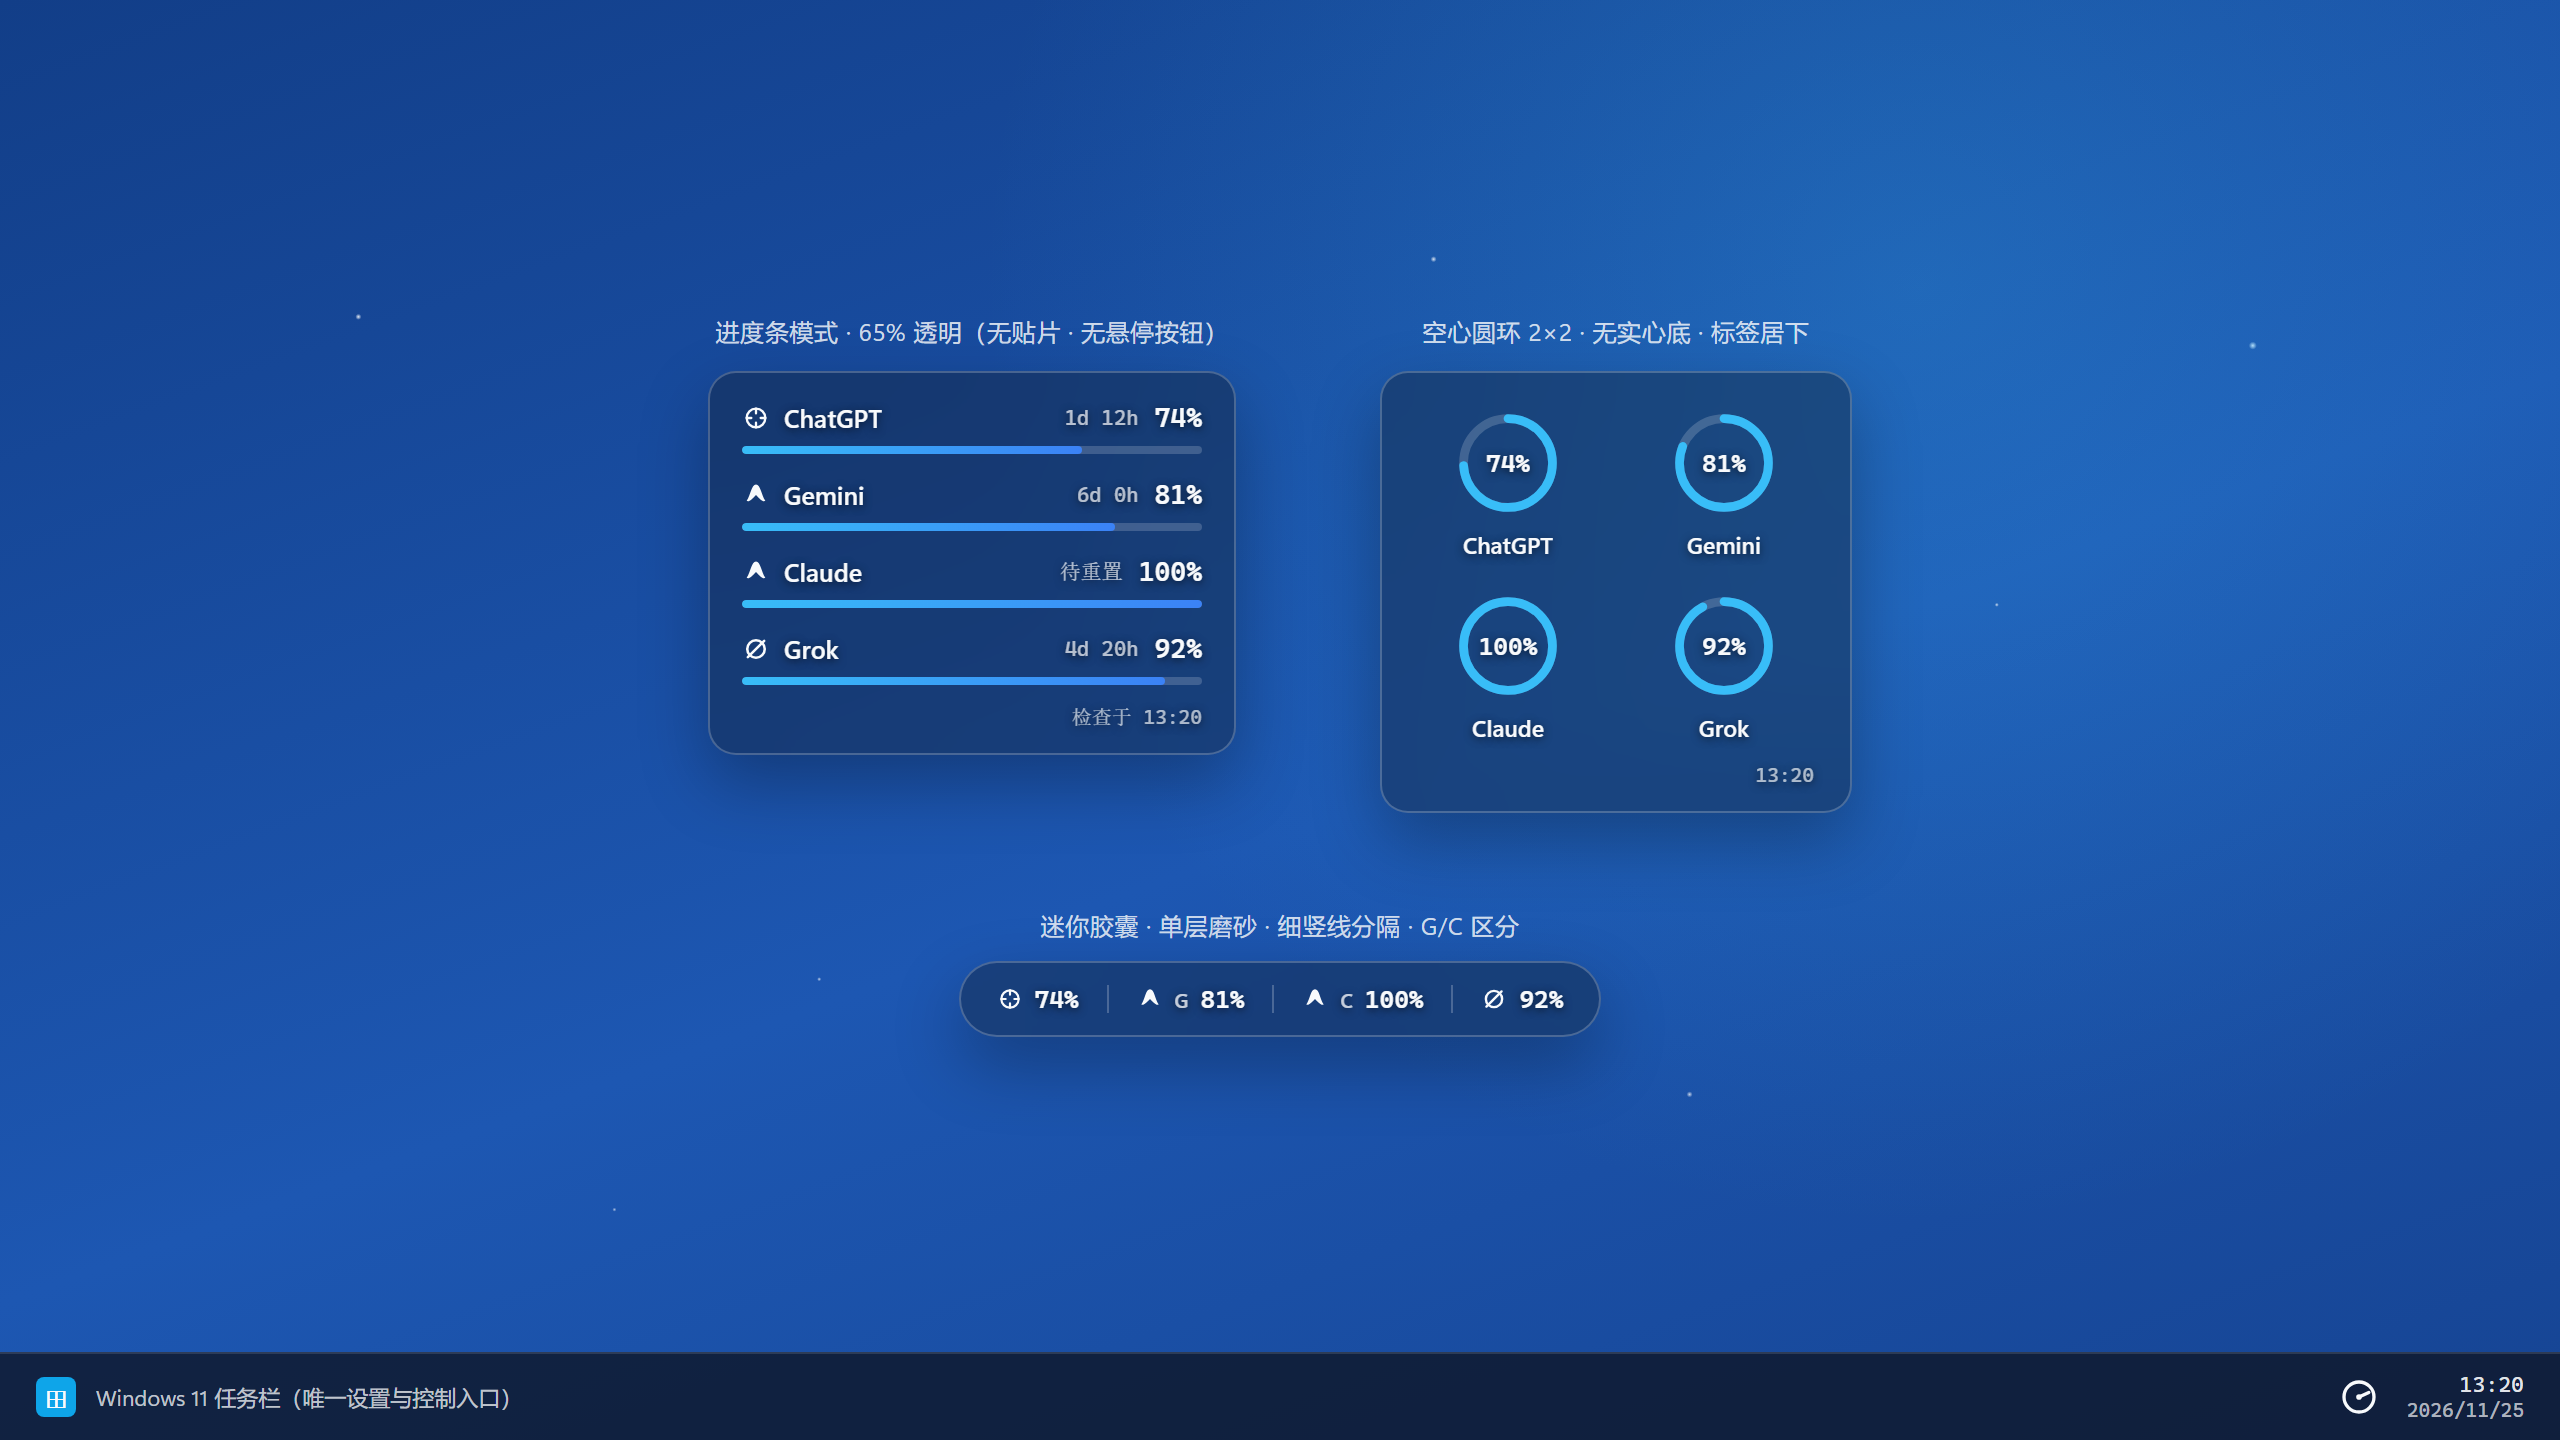 进度条模式 · 65% 透明（无贴片 · 无悬停按钮）
ChatGPT 1d 12h 74%
Gemini 6d 0h 81%
Claude 待重置 100%
Grok 4d 20h 92%
检查于 13:20
空心圆环 2×2 · 无实心底 · 标签居下
74% 81%
ChatGPT Gemini
100% 92%
Claude Grok
13:20
迷你胶囊 · 单层磨砂 · 细竖线分隔 · G/C 区分
74% G 81% C 100% 92%
Windows 11 任务栏（唯一设置与控制入口）
13:20
2026/11/25